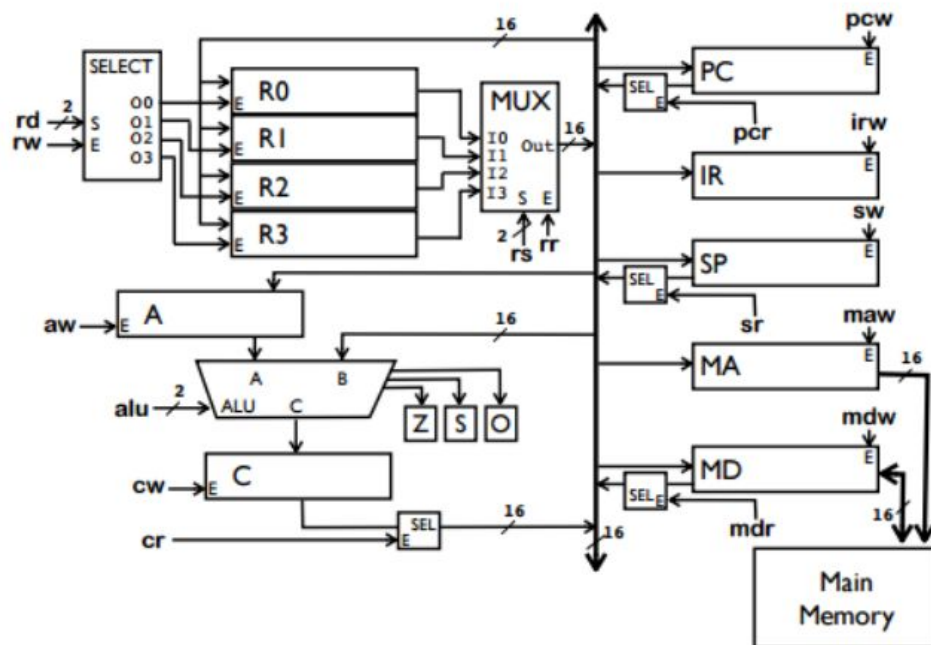 16
pcw
SELECT
E
PC
SEL
E
pcr
rd
2
S
rw
E
O0
O1
O2
O3
E
R0
E
R1
E
R2
E
R3
MUX
I0
I1
I2
I3
Out
S
E
16
2
rs
rr
irw
E
IR
sw
E
SP
SEL
E
sr
aw
E
A
16
maw
E
MA
16
A
B
alu
2
ALU
C
Z
S
O
mdw
E
MD
SEL
E
mdr
16
cw
E
C
cr
SEL
E
16
16
Main
Memory